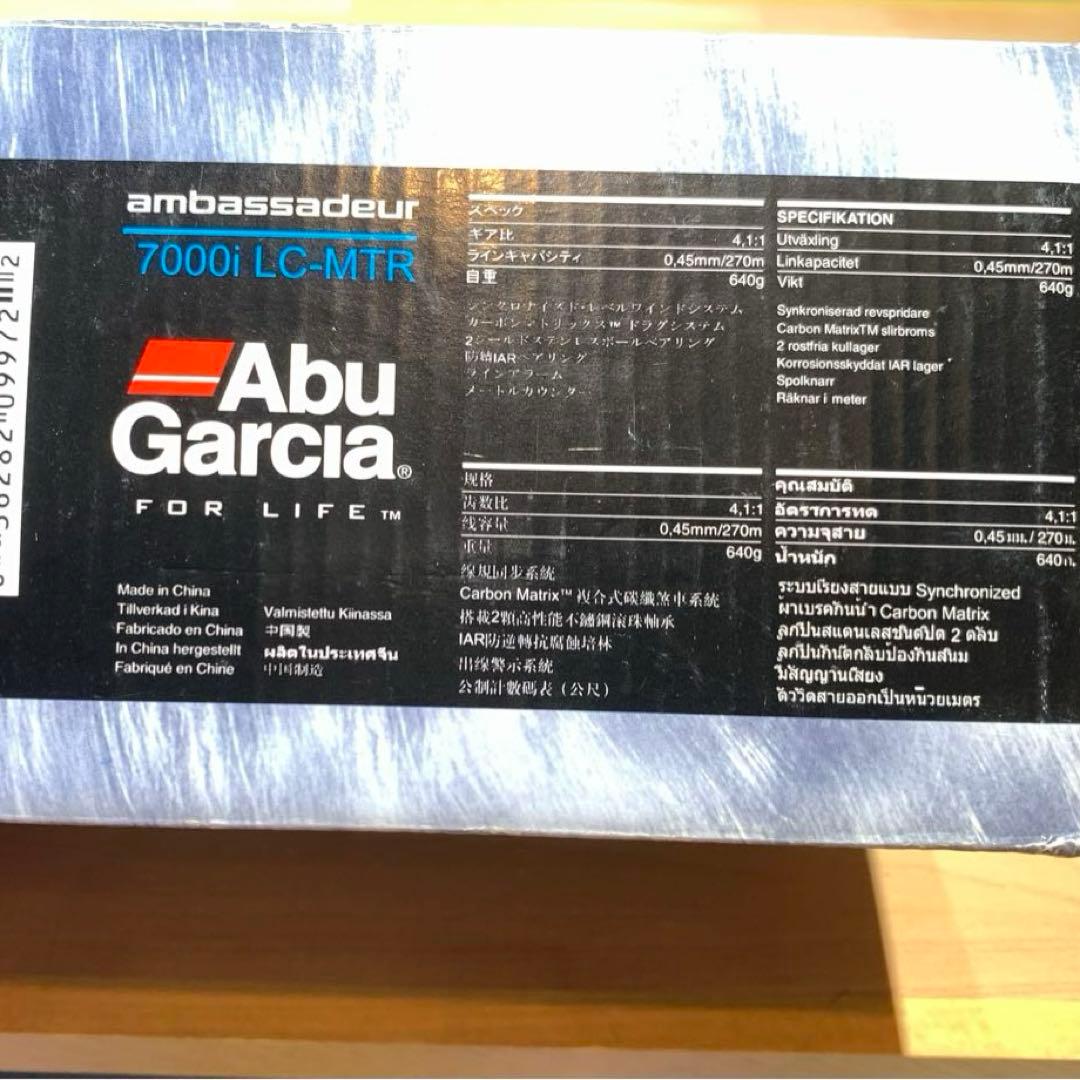 ambassadeur
7000i LC-MTR
Abu
Garcia®
FOR LIFE™
Made in China
Tillverkad i Kina
Fabricado en China
In China hergestellt
Fabriqué en Chine
Valmistettu Kiinassa
中国製
ผลิตในประเทศจีน
中国制造
スペック
ギア比 4,1:1
ラインキャパシティ 0,45mm/270m
自重 640g
シンクロナイズド・レベルワインドシステム
カーボンマトリックス™ ドラグシステム
2シールドステンレスボールベアリング
防錆IARベアリング
ラインアラーム
メートルカウンター
SPECIFIKATION
Utväxling 4,1:1
Linkapacitet 0,45mm/270m
Vikt 640g
Synkroniserad revspridare
Carbon MatrixTM slirbroms
2 rostfria kullager
Korrosionsskyddat IAR lager
Spolknarr
Räknar i meter
规格
齿数比 4,1:1
线容量 0,45mm/270m
重量 640g
線規同步系統
Carbon Matrix™ 複合式碳纖煞車系統
搭載2顆高性能不鏽鋼滾珠軸承
IAR防逆轉抗腐蝕培林
出線警示系統
公制計數碼表（公尺）
คุณสมบัติ
อัตราการทด 4,1:1
ความจุสาย 0,45 มม. / 270 ม.
น้ำหนัก 640 ก.
ระบบเรียงสายแบบ Synchronized
ผาเบรคกันน้ำ Carbon Matrix
ลูกปืนสแตนเลสชนิดปิด 2 ตลับ
ลูกปืนกันตีกลับป้องกันสนิม
มีสัญญานเสียง
ตัววัดสายออกเป็นหน่วยเมตร